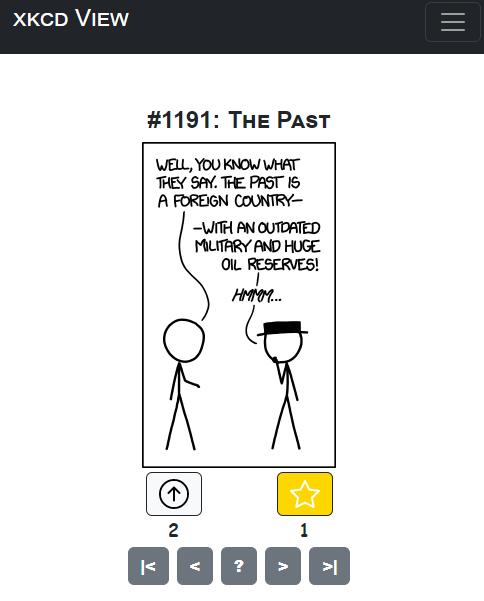 XKCD VIEW
#1191: THE PAST
WELL, YOU KNOW WHAT
THEY SAY. THE PAST IS
A FOREIGN COUNTRY—
—WITH AN OUTDATED
MILITARY AND HUGE
OIL RESERVES!
HMMM...
2
1
|<
<
?
>
>|